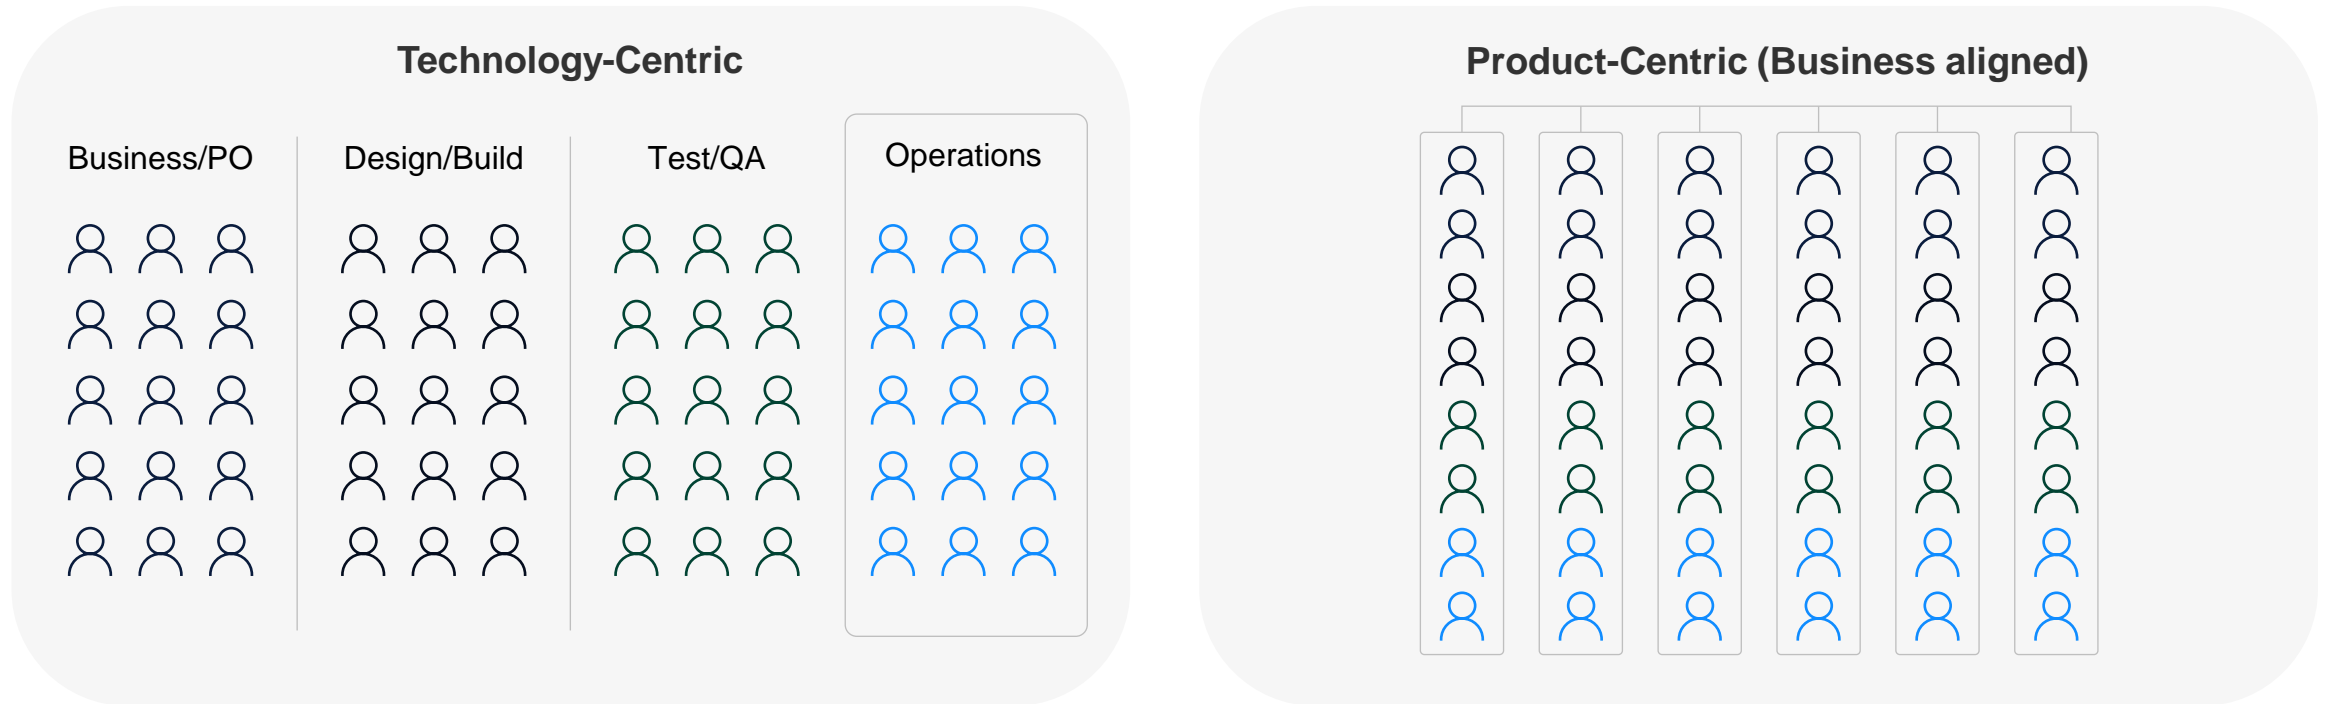 Technology-Centric
Business/PO
Design/Build
Test/QA
Operations
Product-Centric (Business aligned)